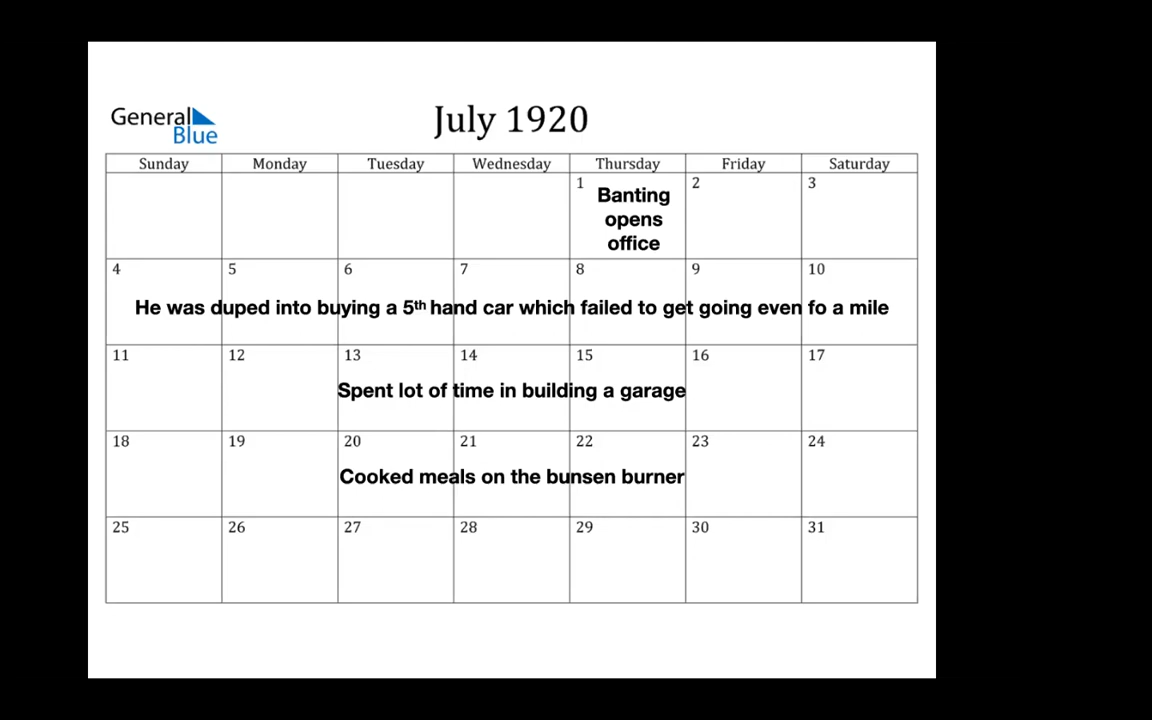 General
Blue
July 1920
Sunday Monday Tuesday Wednesday Thursday Friday Saturday
1 2 3
Banting
opens
office
4 5 6 7 8 9 10
He was duped into buying a 5th hand car which failed to get going even fo a mile
11 12 13 14 15 16 17
Spent lot of time in building a garage
18 19 20 21 22 23 24
Cooked meals on the bunsen burner
25 26 27 28 29 30 31